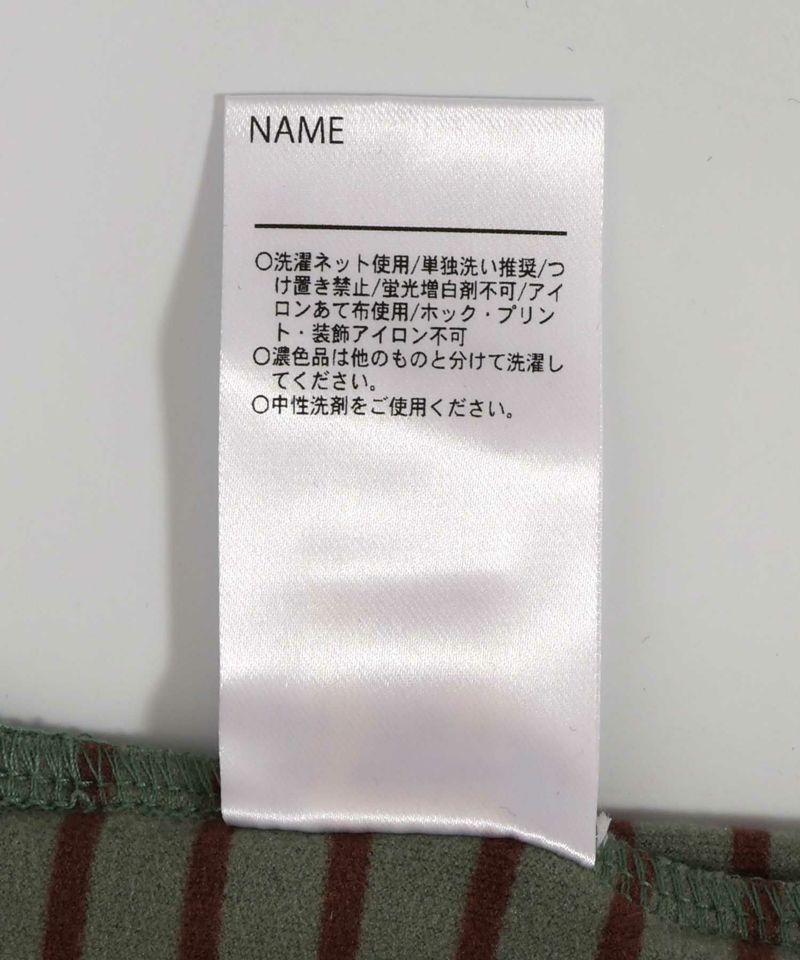 NAME
〇洗濯ネット使用/単独洗い推奨/つ
け置き禁止/蛍光増白剤不可/アイ
ロンあて布使用/ホック・プリン
ト・装飾アイロン不可
〇濃色品は他のものと分けて洗濯し
てください。
〇中性洗剤をご使用ください。